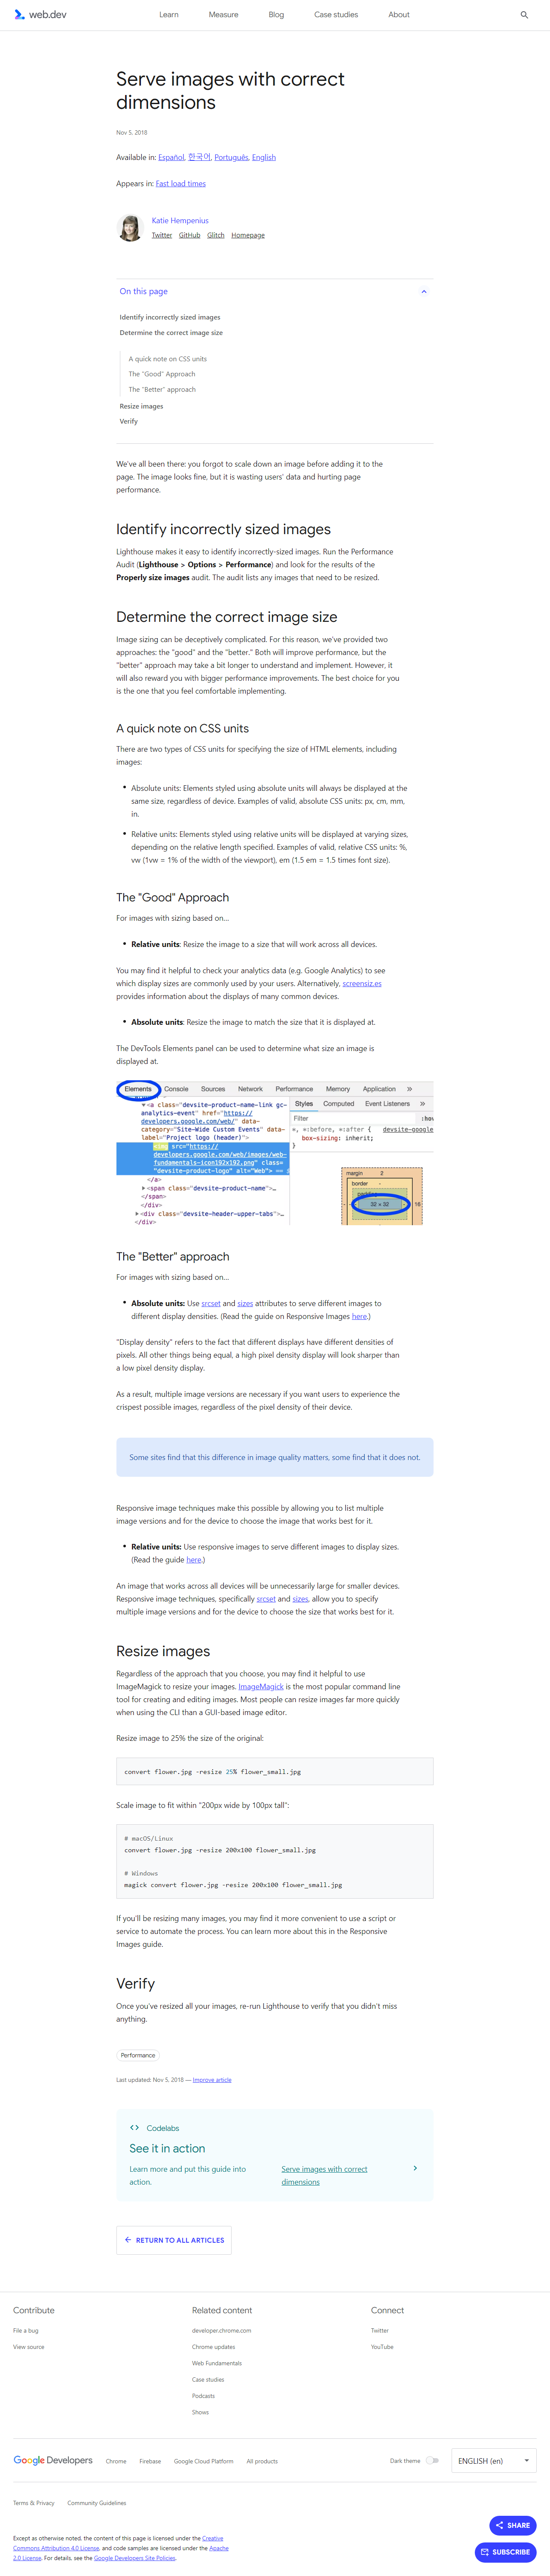 web.dev
Learn
Measure
Blog
Case studies
About
Serve images with correct
dimensions
Nov 5, 2018
Available in: Español, 한국어, Português, English
Appears in: Fast load times
Katie Hempenius
Twitter GitHub Glitch Homepage
On this page
Identify incorrectly sized images
Determine the correct image size
A quick note on CSS units
The "Good" Approach
The "Better" approach
Resize images
Verify
We've all been there: you forgot to scale down an image before adding it to the
page. The image looks fine, but it is wasting users' data and hurting page
performance.
Identify incorrectly sized images
Lighthouse makes it easy to identify incorrectly-sized images. Run the Performance
Audit (Lighthouse > Options > Performance) and look for the results of the
Properly size images audit. The audit lists any images that need to be resized.
Determine the correct image size
Image sizing can be deceptively complicated. For this reason, we've provided two
approaches: the "good" and the "better." Both will improve performance, but the
"better" approach may take a bit longer to understand and implement. However, it
will also reward you with bigger performance improvements. The best choice for you
is the one that you feel comfortable implementing.
A quick note on CSS units
There are two types of CSS units for specifying the size of HTML elements, including
images:
• Absolute units: Elements styled using absolute units will always be displayed at the
same size, regardless of device. Examples of valid, absolute CSS units: px, cm, mm,
in.
• Relative units: Elements styled using relative units will be displayed at varying sizes,
depending on the relative length specified. Examples of valid, relative CSS units: %,
vw (1vw = 1% of the width of the viewport), em (1.5 em = 1.5 times font size).
The "Good" Approach
For images with sizing based on...
• Relative units: Resize the image to a size that will work across all devices.
You may find it helpful to check your analytics data (e.g. Google Analytics) to see
which display sizes are commonly used by your users. Alternatively, screensiz.es
provides information about the displays of many common devices.
• Absolute units: Resize the image to match the size that it is displayed at.
The DevTools Elements panel can be used to determine what size an image is
displayed at.
Elements Console Sources Network Performance Memory Application »
▶<a class="devsite-product-name-link gc-
analytics-event" href="https://
developers.google.com/web/" data-
category="Site-Wide Custom Events" data-
label="Project logo (header)">
<img src="https://
developers.google.com/web/images/web-
fundamentals-icon192x192.png" class=
"devsite-product-logo" alt="Web"> ==
</a>
▶<span class="devsite-product-name">…
</span>
</div>
▶<div class="devsite-header-upper-tabs">…
</div>
Styles Computed Event Listeners »
Filter :hov
*, *:before, *:after { devsite-google
box-sizing: inherit;
}
margin 2
border -
padding
32 × 32
16
The "Better" approach
For images with sizing based on...
• Absolute units: Use srcset and sizes attributes to serve different images to
different display densities. (Read the guide on Responsive Images here.)
"Display density" refers to the fact that different displays have different densities of
pixels. All other things being equal, a high pixel density display will look sharper than
a low pixel density display.
As a result, multiple image versions are necessary if you want users to experience the
crispest possible images, regardless of the pixel density of their device.
Some sites find that this difference in image quality matters, some find that it does not.
Responsive image techniques make this possible by allowing you to list multiple
image versions and for the device to choose the image that works best for it.
• Relative units: Use responsive images to serve different images to display sizes.
(Read the guide here.)
An image that works across all devices will be unnecessarily large for smaller devices.
Responsive image techniques, specifically srcset and sizes, allow you to specify
multiple image versions and for the device to choose the size that works best for it.
Resize images
Regardless of the approach that you choose, you may find it helpful to use
ImageMagick to resize your images. ImageMagick is the most popular command line
tool for creating and editing images. Most people can resize images far more quickly
when using the CLI than a GUI-based image editor.
Resize image to 25% the size of the original:
convert flower.jpg -resize 25% flower_small.jpg
Scale image to fit within "200px wide by 100px tall":
# macOS/Linux
convert flower.jpg -resize 200x100 flower_small.jpg
# Windows
magick convert flower.jpg -resize 200x100 flower_small.jpg
If you'll be resizing many images, you may find it more convenient to use a script or
service to automate the process. You can learn more about this in the Responsive
Images guide.
Verify
Once you've resized all your images, re-run Lighthouse to verify that you didn't miss
anything.
Performance
Last updated: Nov 5, 2018 — Improve article
Codelabs
See it in action
Learn more and put this guide into
action.
Serve images with correct
dimensions
RETURN TO ALL ARTICLES
Contribute
File a bug
View source
Related content
developer.chrome.com
Chrome updates
Web Fundamentals
Case studies
Podcasts
Shows
Connect
Twitter
YouTube
Google Developers
Chrome
Firebase
Google Cloud Platform
All products
Dark theme
ENGLISH (en)
Terms & Privacy
Community Guidelines
SHARE
SUBSCRIBE
Except as otherwise noted, the content of this page is licensed under the Creative
Commons Attribution 4.0 License, and code samples are licensed under the Apache
2.0 License. For details, see the Google Developers Site Policies.